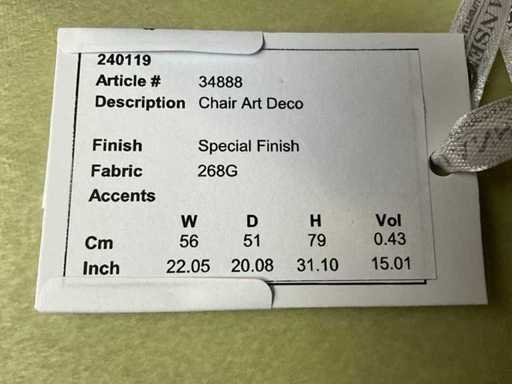 240119
Article # 34888
Description Chair Art Deco
Finish Special Finish
Fabric 268G
Accents
W D H Vol
Cm 56 51 79 0.43
Inch 22.05 20.08 31.10 15.01